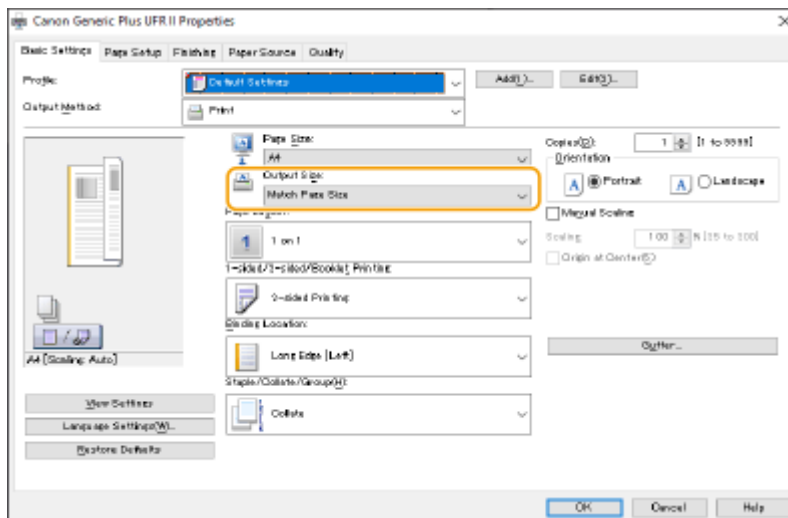 Canon Generic Plus UFR II Properties
Basic Settings Page Setup Finishing Paper Source Quality
Profile: Default Settings Add(1)... Edit(2)...
Output Method: Print
Page Size:
A4
Output Size:
Match Page Size
Page Layout:
1 on 1
1-sided/2-sided/Booklet Printing:
2-sided Printing
Binding Location:
Long Edge [Left]
Staple/Collate/Group(H):
Collate
Copies(D): 1 [1 to 9999]
Orientation
A Portrait A Landscape
Manual Scaling
Scaling: 100 % [25 to 200]
Origin at Center(5)
Gutter...
A4 [Scaling: Auto]
View Settings
Language Settings(W)...
Restore Defaults
OK Cancel Help